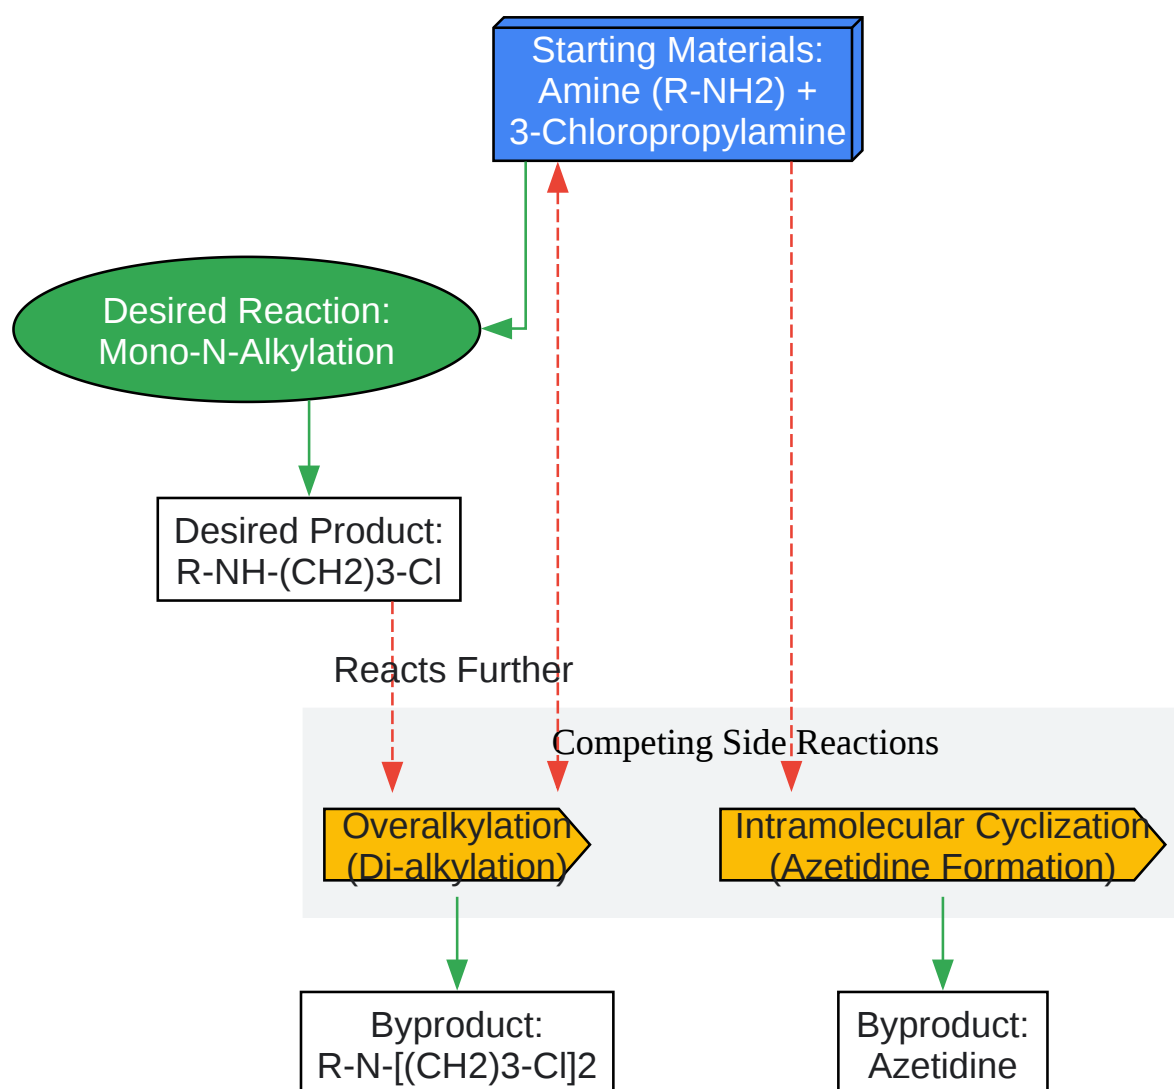 Starting Materials:
Amine (R-NH2) +
3-Chloropropylamine
Desired Reaction:
Mono-N-Alkylation
Desired Product:
R-NH-(CH2)3-Cl
Reacts Further
Competing Side Reactions
Overalkylation
(Di-alkylation)
Intramolecular Cyclization
(Azetidine Formation)
Byproduct:
R-N-[(CH2)3-Cl]2
Byproduct:
Azetidine